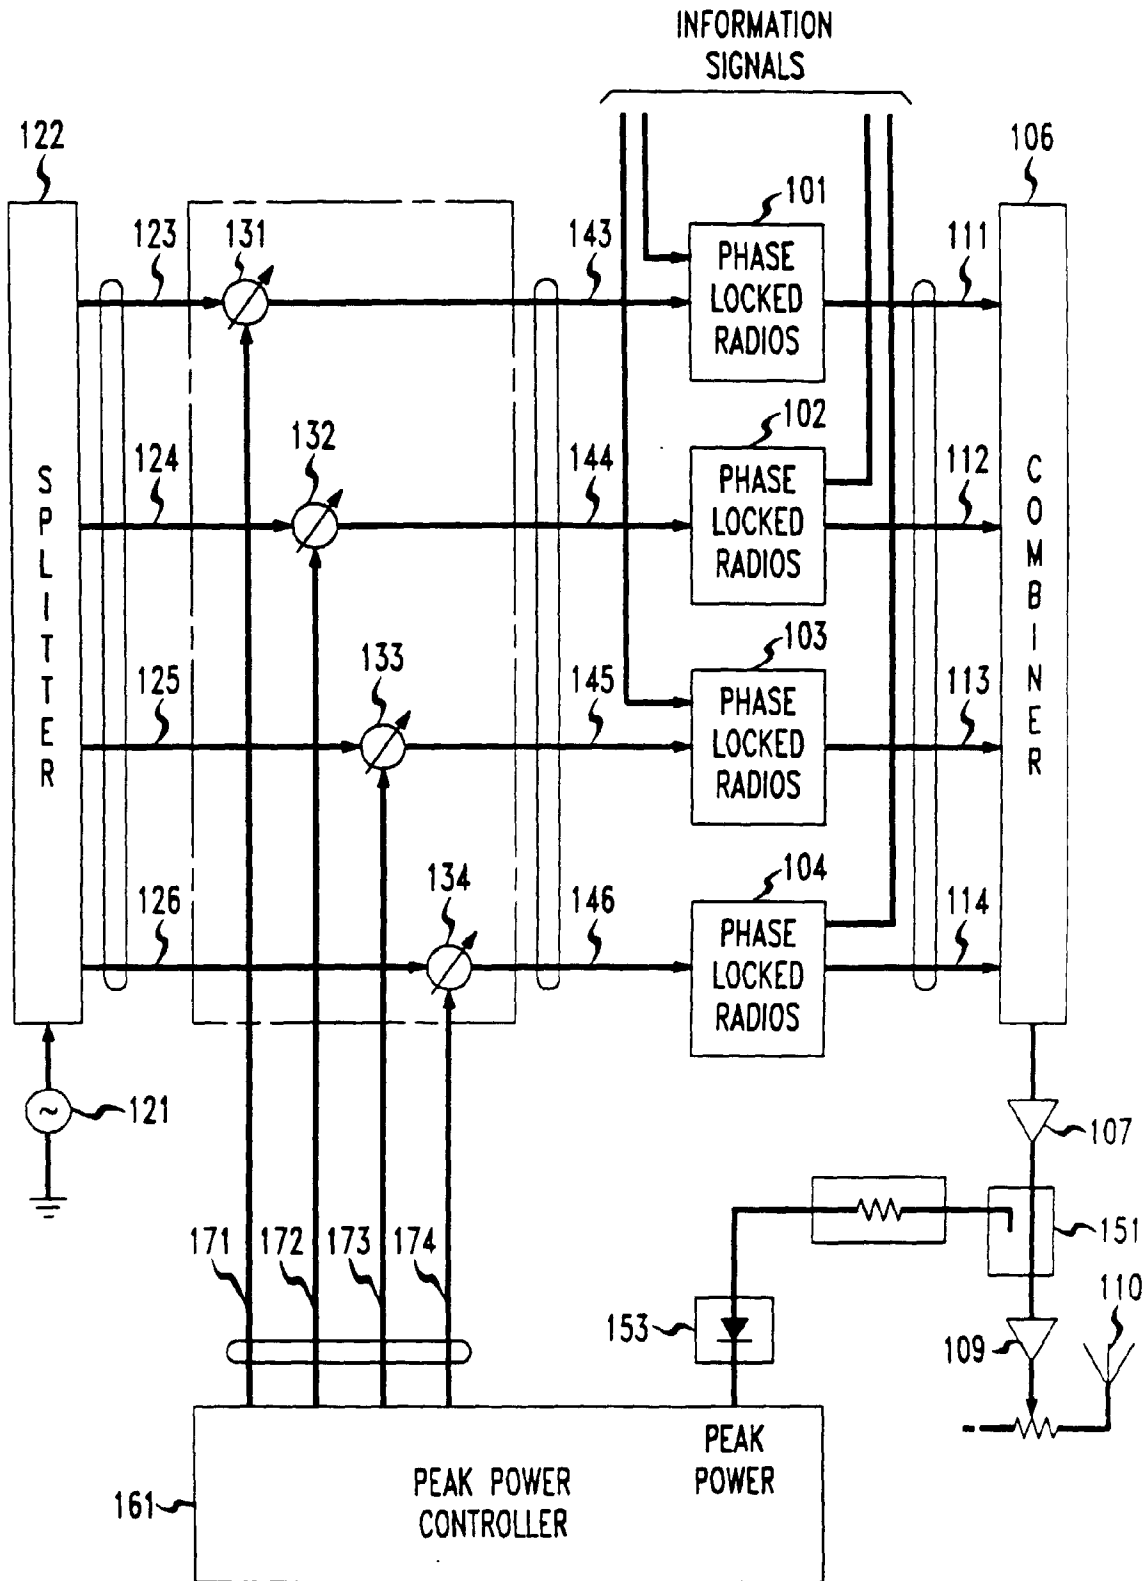 INFORMATION
SIGNALS
122
106
101
123
131
143
111
PHASE
LOCKED
RADIOS
102
132
124
144
112
PHASE
LOCKED
RADIOS
SPLITTER
COMBINER
103
133
125
145
113
PHASE
LOCKED
RADIOS
104
134
126
146
114
PHASE
LOCKED
RADIOS
~
121
107
151
171
172
173
174
110
153
109
PEAK
POWER
161
PEAK POWER
CONTROLLER